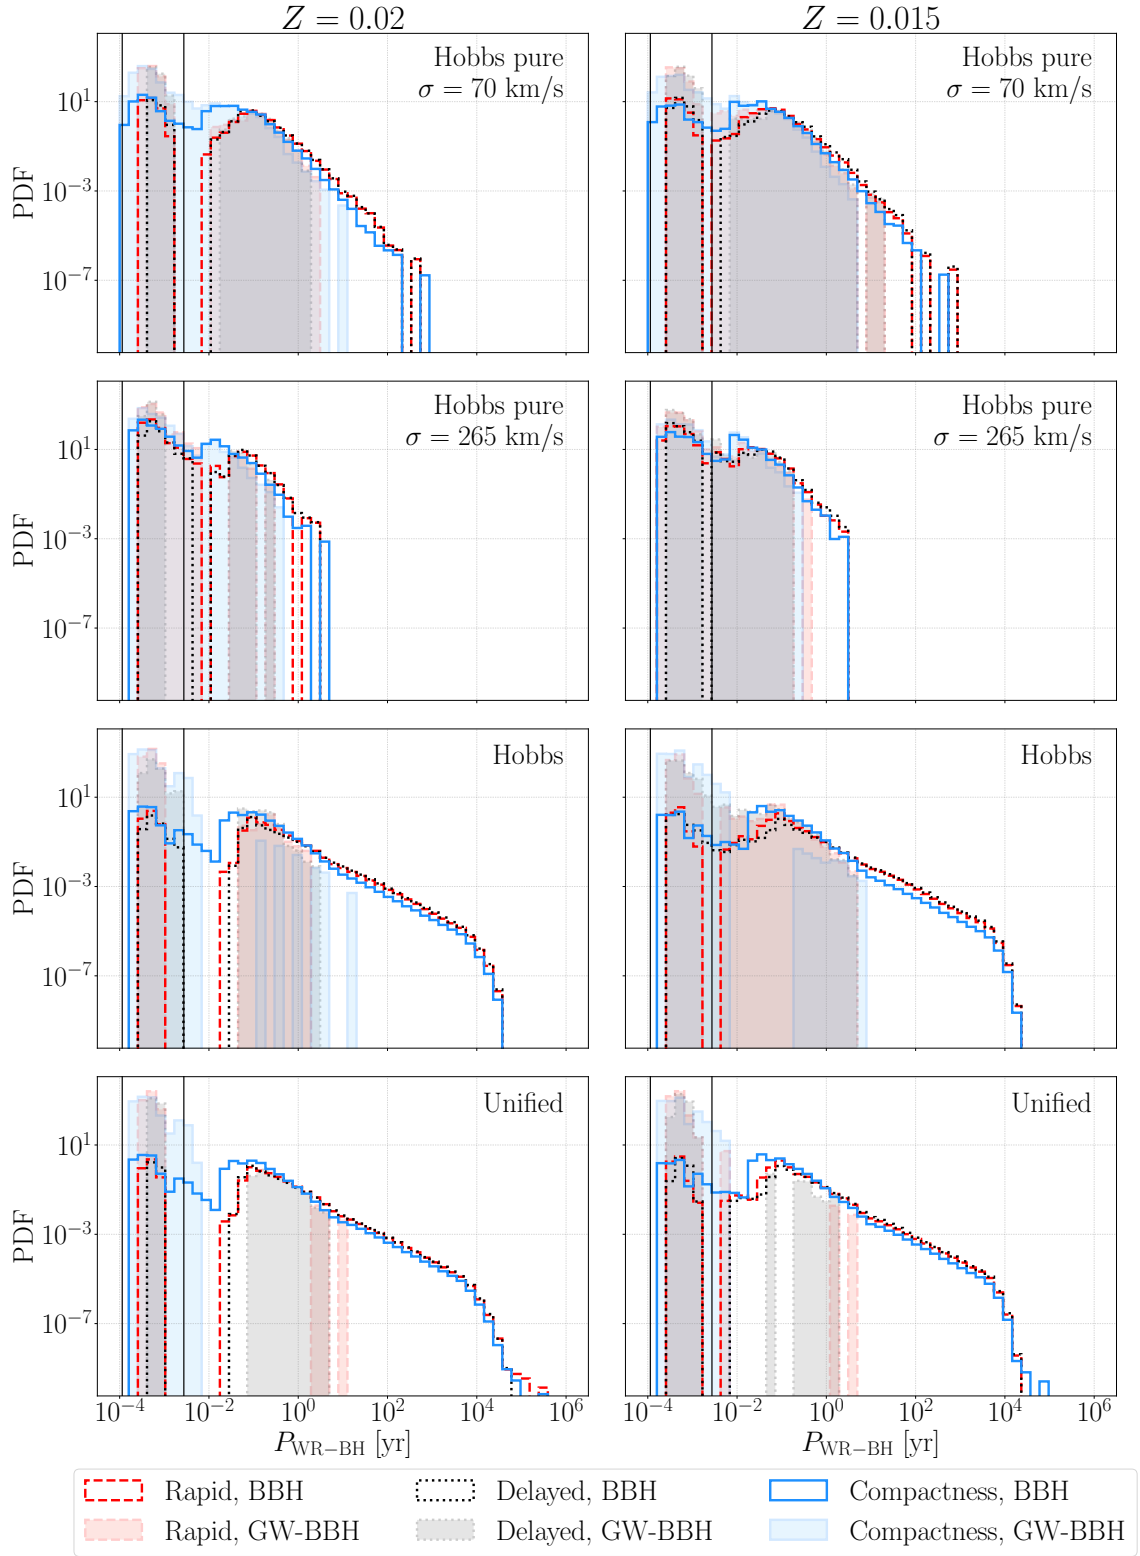 Z = 0.02
Z = 0.015
Hobbs pure
σ = 70 km/s
Hobbs pure
σ = 70 km/s
PDF
10^1
10^−3
10^−7
Hobbs pure
σ = 265 km/s
Hobbs pure
σ = 265 km/s
PDF
10^1
10^−3
10^−7
Hobbs
Hobbs
PDF
10^1
10^−3
10^−7
Unified
Unified
PDF
10^1
10^−3
10^−7
10^−4 10^−2 10^0 10^2 10^4 10^6
10^−4 10^−2 10^0 10^2 10^4 10^6
P_WR−BH [yr]
P_WR−BH [yr]
Rapid, BBH
Delayed, BBH
Compactness, BBH
Rapid, GW-BBH
Delayed, GW-BBH
Compactness, GW-BBH